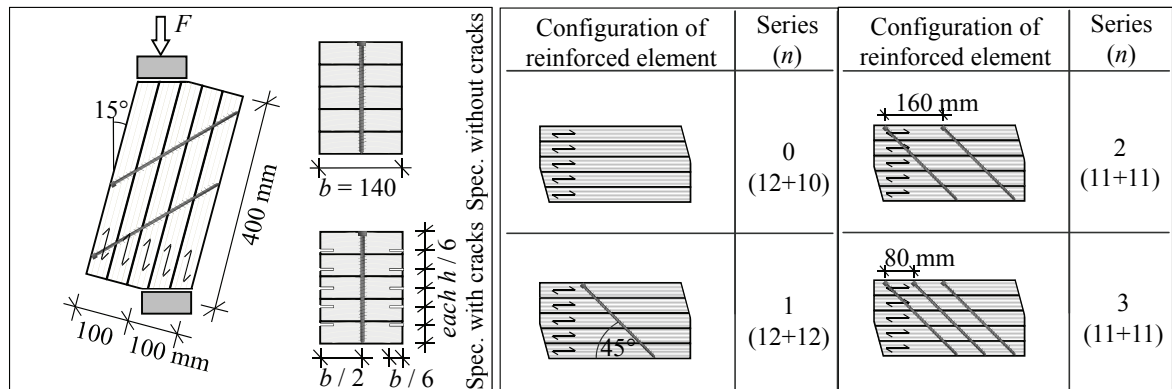 F
15°
400 mm
100
100 mm
b = 140
each h / 6
b / 2
b / 6
Spec. without cracks
Spec. with cracks
Configuration of
reinforced element
Series
(n)
0
(12+10)
45°
1
(12+12)
Configuration of
reinforced element
Series
(n)
160 mm
2
(11+11)
80 mm
3
(11+11)